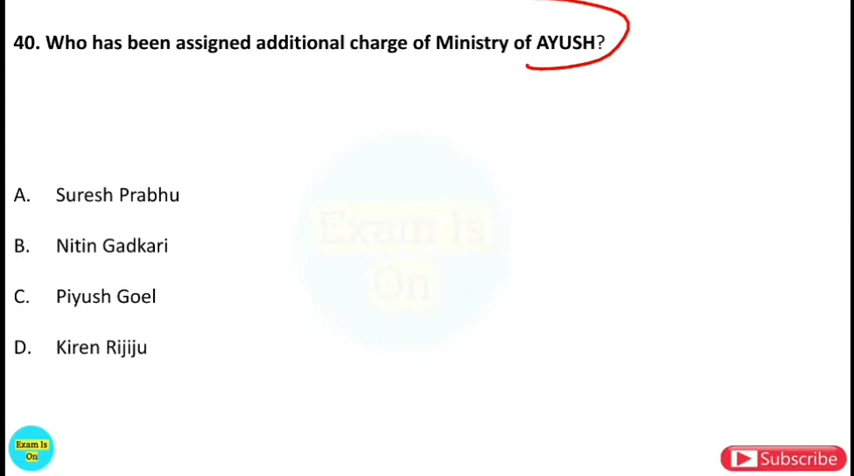 40. Who has been assigned additional charge of Ministry of AYUSH?
Exam Is
On
A. Suresh Prabhu
B. Nitin Gadkari
C. Piyush Goel
D. Kiren Rijiju
Exam Is
On
Subscribe